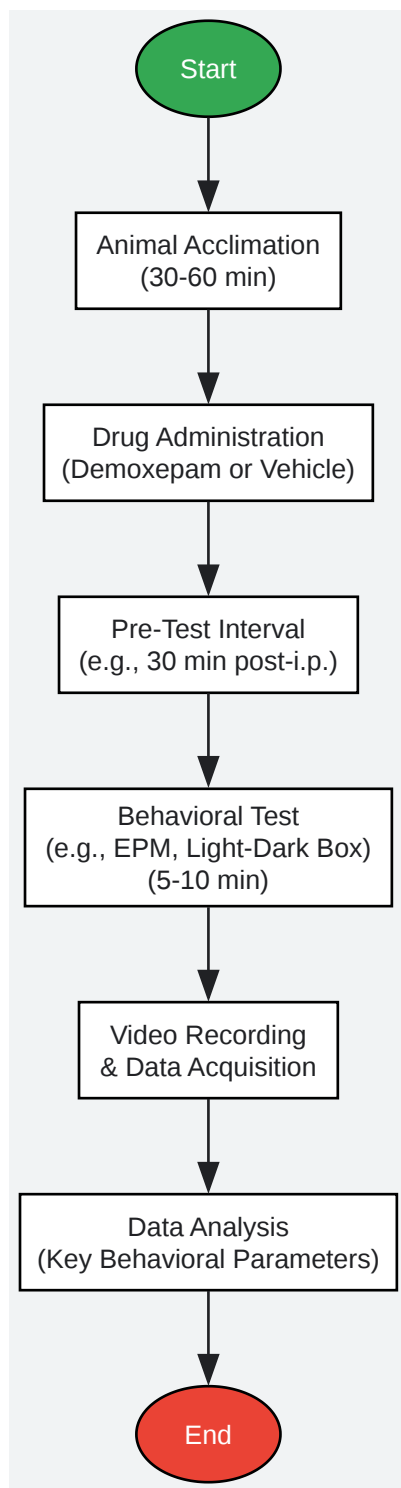 Start
Animal Acclimation
(30-60 min)
Drug Administration
(Demoxepam or Vehicle)
Pre-Test Interval
(e.g., 30 min post-i.p.)
Behavioral Test
(e.g., EPM, Light-Dark Box)
(5-10 min)
Video Recording
& Data Acquisition
Data Analysis
(Key Behavioral Parameters)
End